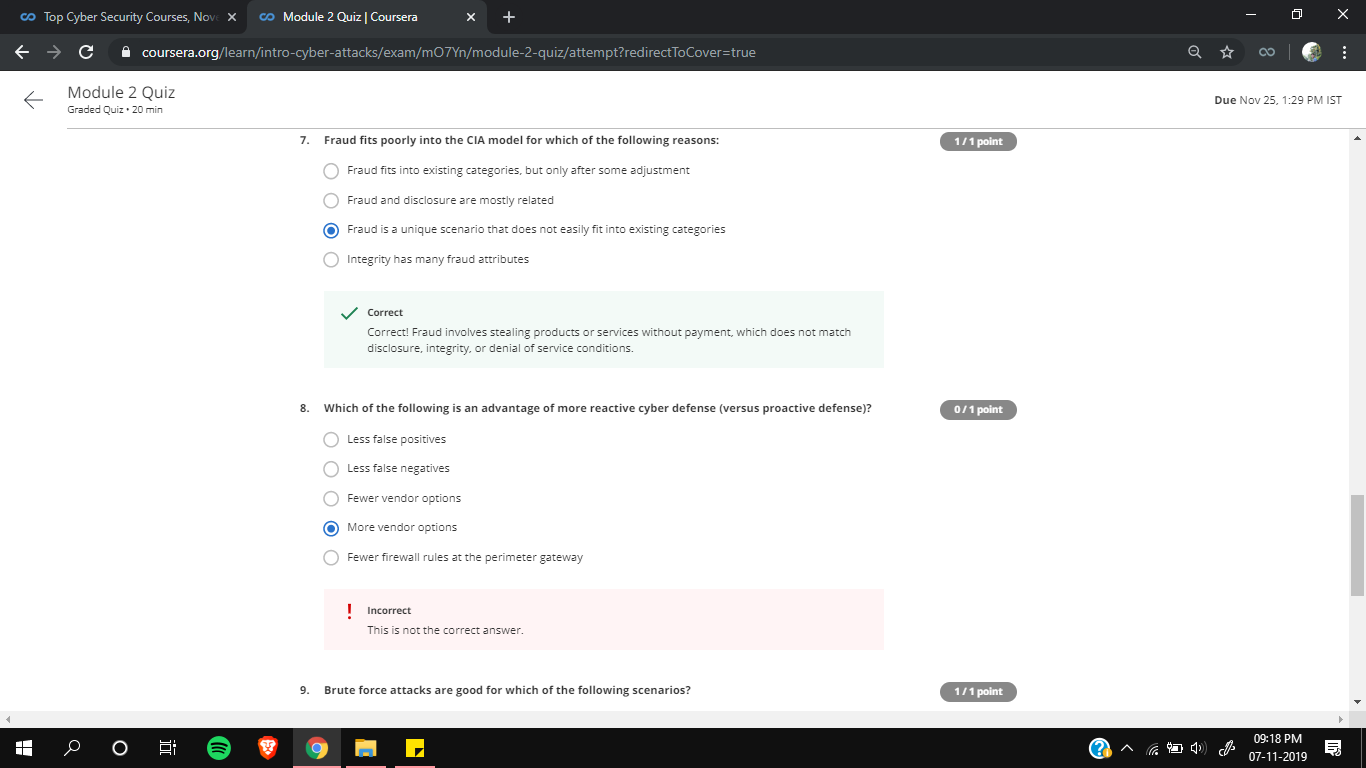 Top Cyber Security Courses, Nov
Module 2 Quiz | Coursera
coursera.org/learn/intro-cyber-attacks/exam/mO7Yn/module-2-quiz/attempt?redirectToCover=true
Module 2 Quiz
Graded Quiz • 20 min
Due Nov 25, 1:29 PM IST
7. Fraud fits poorly into the CIA model for which of the following reasons:
1 / 1 point
Fraud fits into existing categories, but only after some adjustment
Fraud and disclosure are mostly related
Fraud is a unique scenario that does not easily fit into existing categories
Integrity has many fraud attributes
Correct
Correct! Fraud involves stealing products or services without payment, which does not match
disclosure, integrity, or denial of service conditions.
8. Which of the following is an advantage of more reactive cyber defense (versus proactive defense)?
0 / 1 point
Less false positives
Less false negatives
Fewer vendor options
More vendor options
Fewer firewall rules at the perimeter gateway
! Incorrect
This is not the correct answer.
9. Brute force attacks are good for which of the following scenarios?
1 / 1 point
09:18 PM
07-11-2019